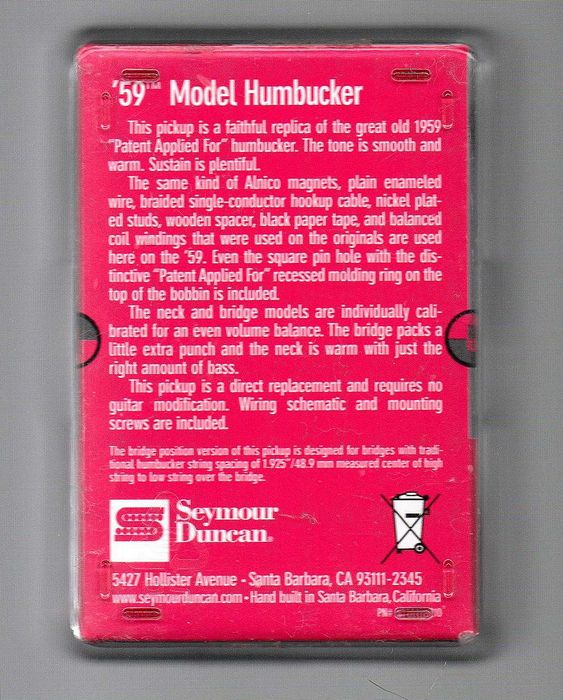 '59™ Model Humbucker
This pickup is a faithful replica of the great old 1959
"Patent Applied For" humbucker. The tone is smooth and
warm. Sustain is plentiful.
The same kind of Alnico magnets, plain enameled
wire, braided single-conductor hookup cable, nickel plat-
ed studs, wooden spacer, black paper tape, and balanced
coil windings that were used on the originals are used
here on the '59. Even the square pin hole with the dis-
tinctive "Patent Applied For" recessed molding ring on the
top of the bobbin is included.
The neck and bridge models are individually cali-
brated for an even volume balance. The bridge packs a
little extra punch and the neck is warm with just the
right amount of bass.
This pickup is a direct replacement and requires no
guitar modification. Wiring schematic and mounting
screws are included.
The bridge position version of this pickup is designed for bridges with tradi-
tional humbucker string spacing of 1.925"/48.9 mm measured center of high
string to low string over the bridge.
Seymour
Duncan®
5427 Hollister Avenue - Santa Barbara, CA 93111-2345
www.seymourduncan.com • Hand built in Santa Barbara, California
PN#